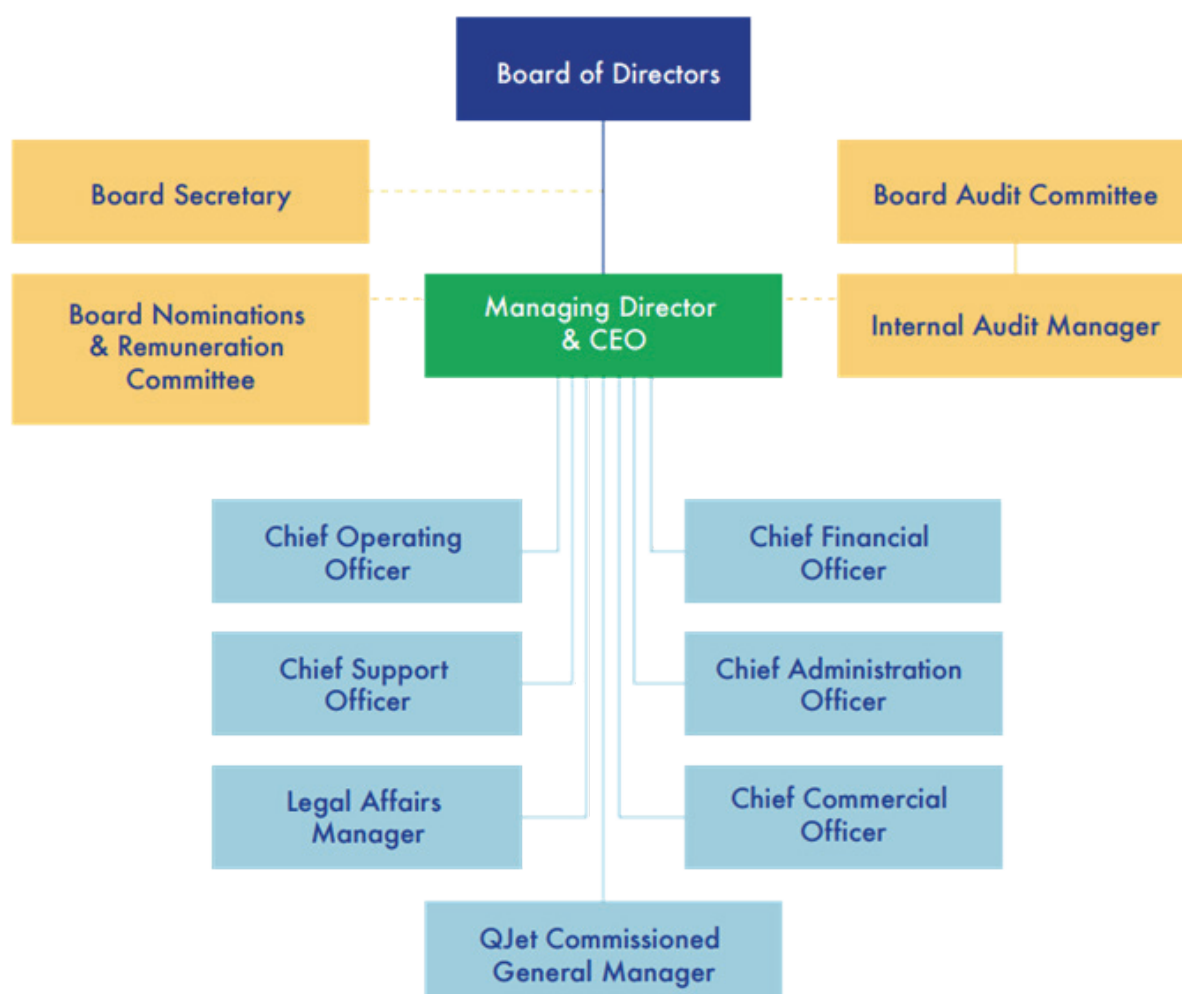 Board of Directors
Board Secretary
Board Audit Committee
Board Nominations
& Remuneration
Committee
Managing Director
& CEO
Internal Audit Manager
Chief Operating
Officer
Chief Financial
Officer
Chief Support
Officer
Chief Administration
Officer
Legal Affairs
Manager
Chief Commercial
Officer
QJet Commissioned
General Manager